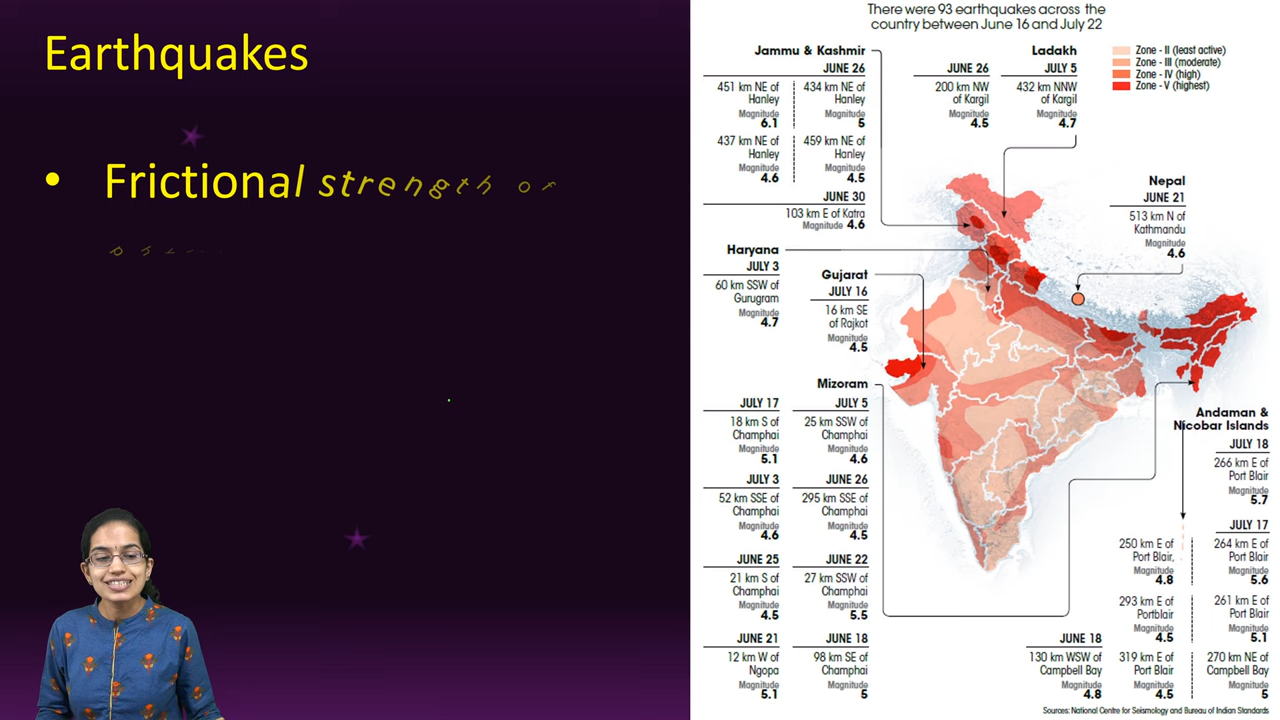 Earthquakes
• Frictional strength of
There were 93 earthquakes across the
country between June 16 and July 22
Zone - II (least active)
Zone - III (moderate)
Zone - IV (high)
Zone - V (highest)
Jammu & Kashmir
JUNE 26
451 km NE of
Hanley
Magnitude
6.1
434 km NE of
Hanley
Magnitude
5
437 km NE of
Hanley
Magnitude
4.6
459 km NE of
Hanley
Magnitude
4.5
JUNE 30
103 km E of Katra
Magnitude 4.6
Ladakh
JUNE 26
200 km NW
of Kargil
Magnitude
4.5
JULY 5
432 km NNW
of Kargil
Magnitude
4.7
Nepal
JUNE 21
513 km N of
Kathmandu
Magnitude
4.6
Haryana
JULY 3
60 km SSW of
Gurugram
Magnitude
4.7
Gujarat
JULY 16
16 km SE
of Rajkot
Magnitude
4.5
Mizoram
JULY 17
18 km S of
Champhai
Magnitude
5.1
JULY 5
25 km SSW of
Champhai
Magnitude
4.6
JULY 3
52 km SSE of
Champhai
Magnitude
4.6
JUNE 26
295 km SSE of
Champhai
Magnitude
4.5
JUNE 25
21 km S of
Champhai
Magnitude
4.5
JUNE 22
27 km SSW of
Champhai
Magnitude
5.5
JUNE 21
12 km W of
Ngopa
Magnitude
5.1
JUNE 18
98 km SE of
Champhai
Magnitude
5
Andaman &
Nicobar Islands
JULY 18
266 km E of
Port Blair
Magnitude
5.7
JULY 17
250 km E of
Port Blair,
Magnitude
4.8
264 km E of
Port Blair
Magnitude
5.6
293 km E of
Portblair
Magnitude
4.5
261 km E of
Port Blair
Magnitude
5.1
JUNE 18
130 km WSW of
Campbell Bay
Magnitude
4.8
319 km E of
Port Blair
Magnitude
4.5
270 km NE of
Campbell Bay
Magnitude
5
Sources: National Centre for Seismology and Bureau of Indian Standards